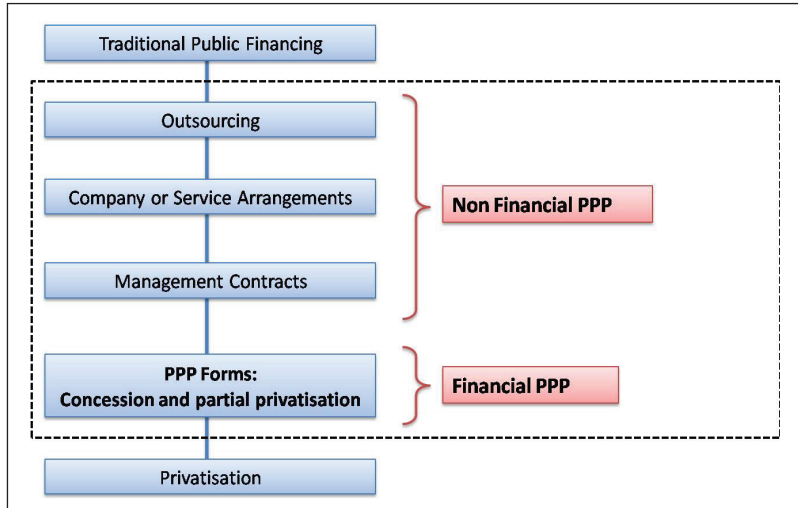 Traditional Public Financing
Outsourcing
Company or Service Arrangements
Non Financial PPP
Management Contracts
PPP Forms:
Concession and partial privatisation
Financial PPP
Privatisation